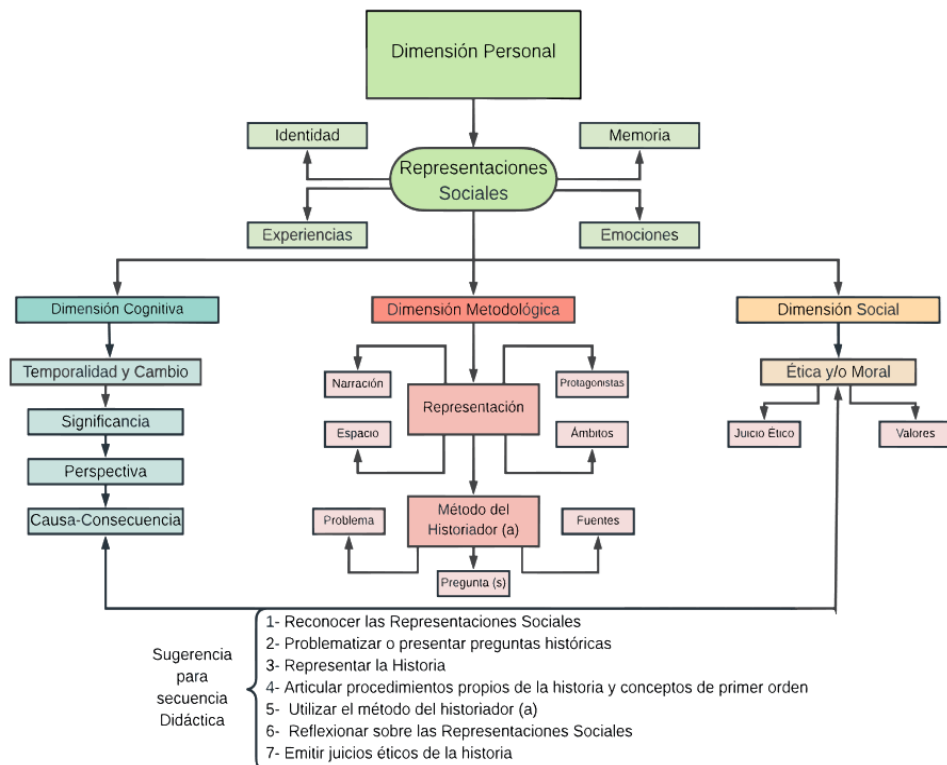 Dimensión Personal
Identidad
Memoria
Representaciones
Sociales
Experiencias
Emociones
Dimensión Cognitiva
Dimensión Metodológica
Dimensión Social
Temporalidad y Cambio
Significancia
Perspectiva
Causa-Consecuencia
Narración
Protagonistas
Representación
Espacio
Ámbitos
Método del
Historiador (a)
Problema
Fuentes
Pregunta (s)
Ética y/o Moral
Juicio Ético
Valores
Sugerencia
para
secuencia
Didáctica
1- Reconocer las Representaciones Sociales
2- Problematizar o presentar preguntas históricas
3- Representar la Historia
4- Articular procedimientos propios de la historia y conceptos de primer orden
5- Utilizar el método del historiador (a)
6- Reflexionar sobre las Representaciones Sociales
7- Emitir juicios éticos de la historia